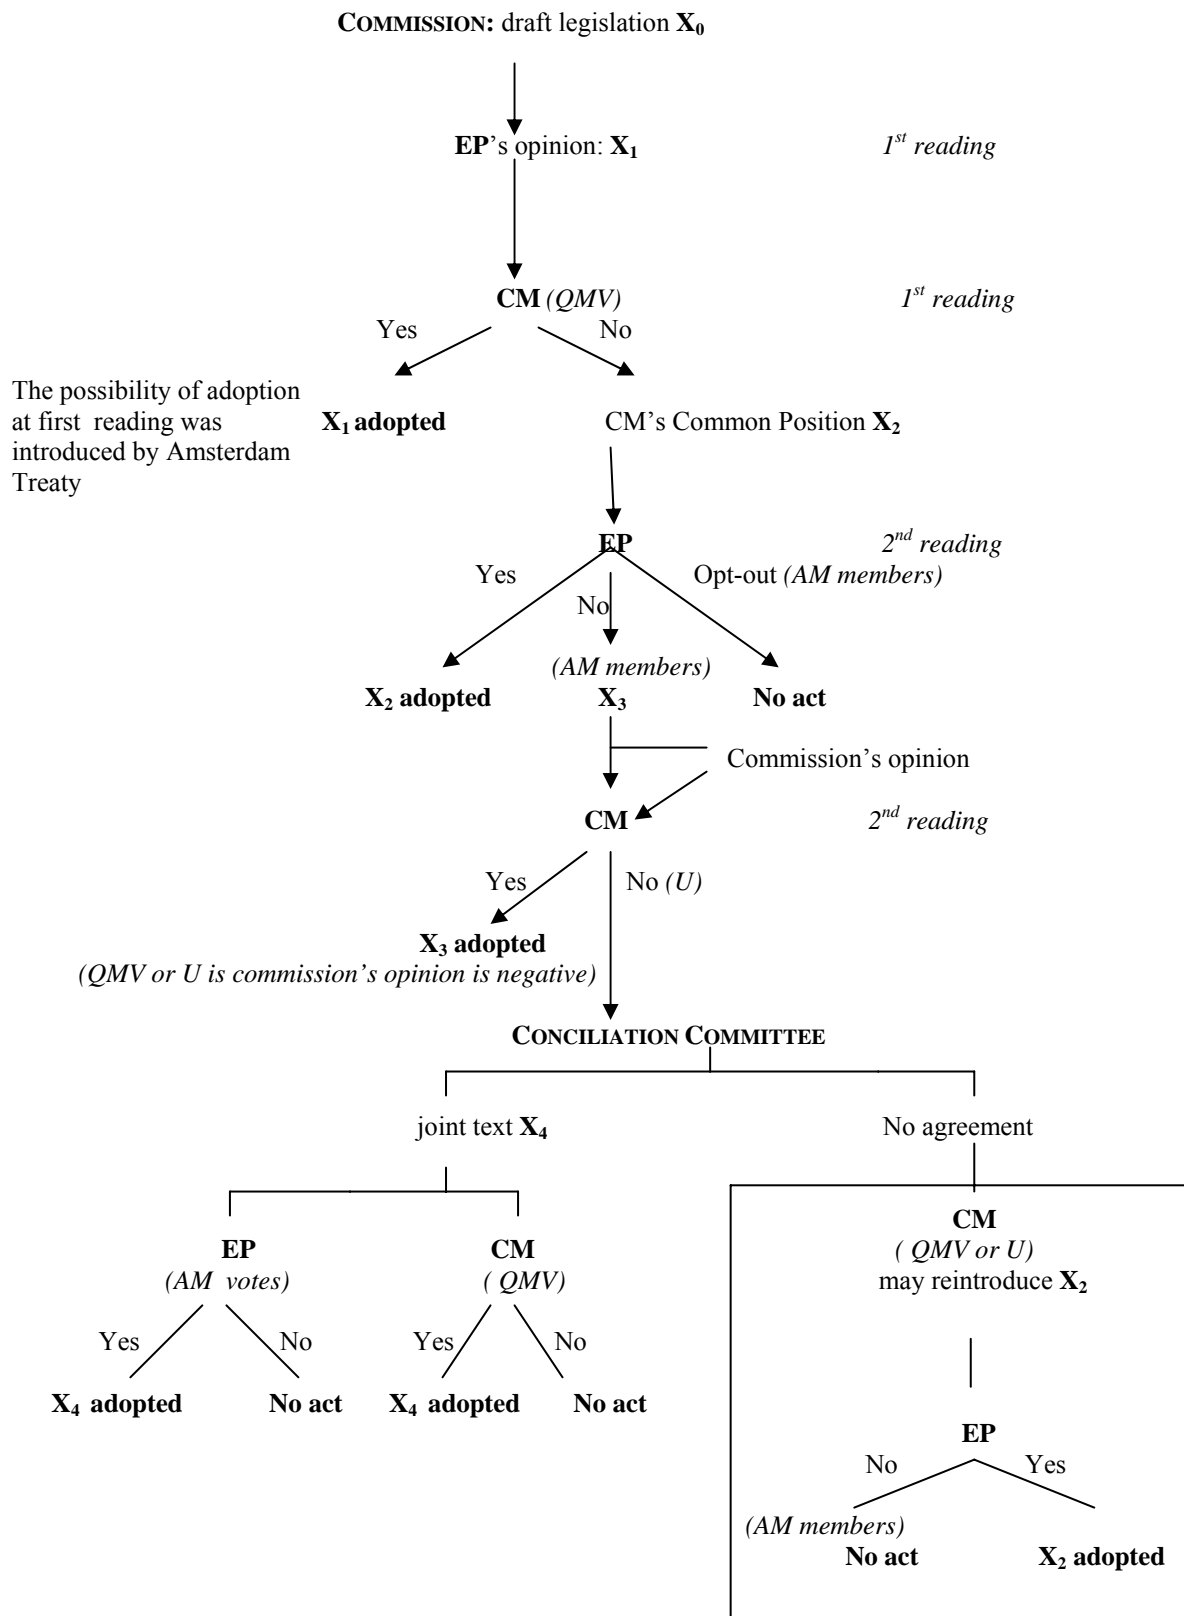 COMMISSION: draft legislation X0
EP's opinion: X1
1st reading
CM (QMV)
1st reading
Yes
No
The possibility of adoption
at first reading was
introduced by Amsterdam
Treaty
X1 adopted
CM's Common Position X2
EP
2nd reading
Yes
No
Opt-out (AM members)
(AM members)
X2 adopted
X3
No act
Commission's opinion
CM
2nd reading
Yes
No (U)
X3 adopted
(QMV or U is commission's opinion is negative)
CONCILIATION COMMITTEE
joint text X4
No agreement
EP
(AM votes)
CM
( QMV)
Yes
No
Yes
No
X4 adopted
No act
X4 adopted
No act
CM
( QMV or U)
may reintroduce X2
EP
No
Yes
(AM members)
No act
X2 adopted